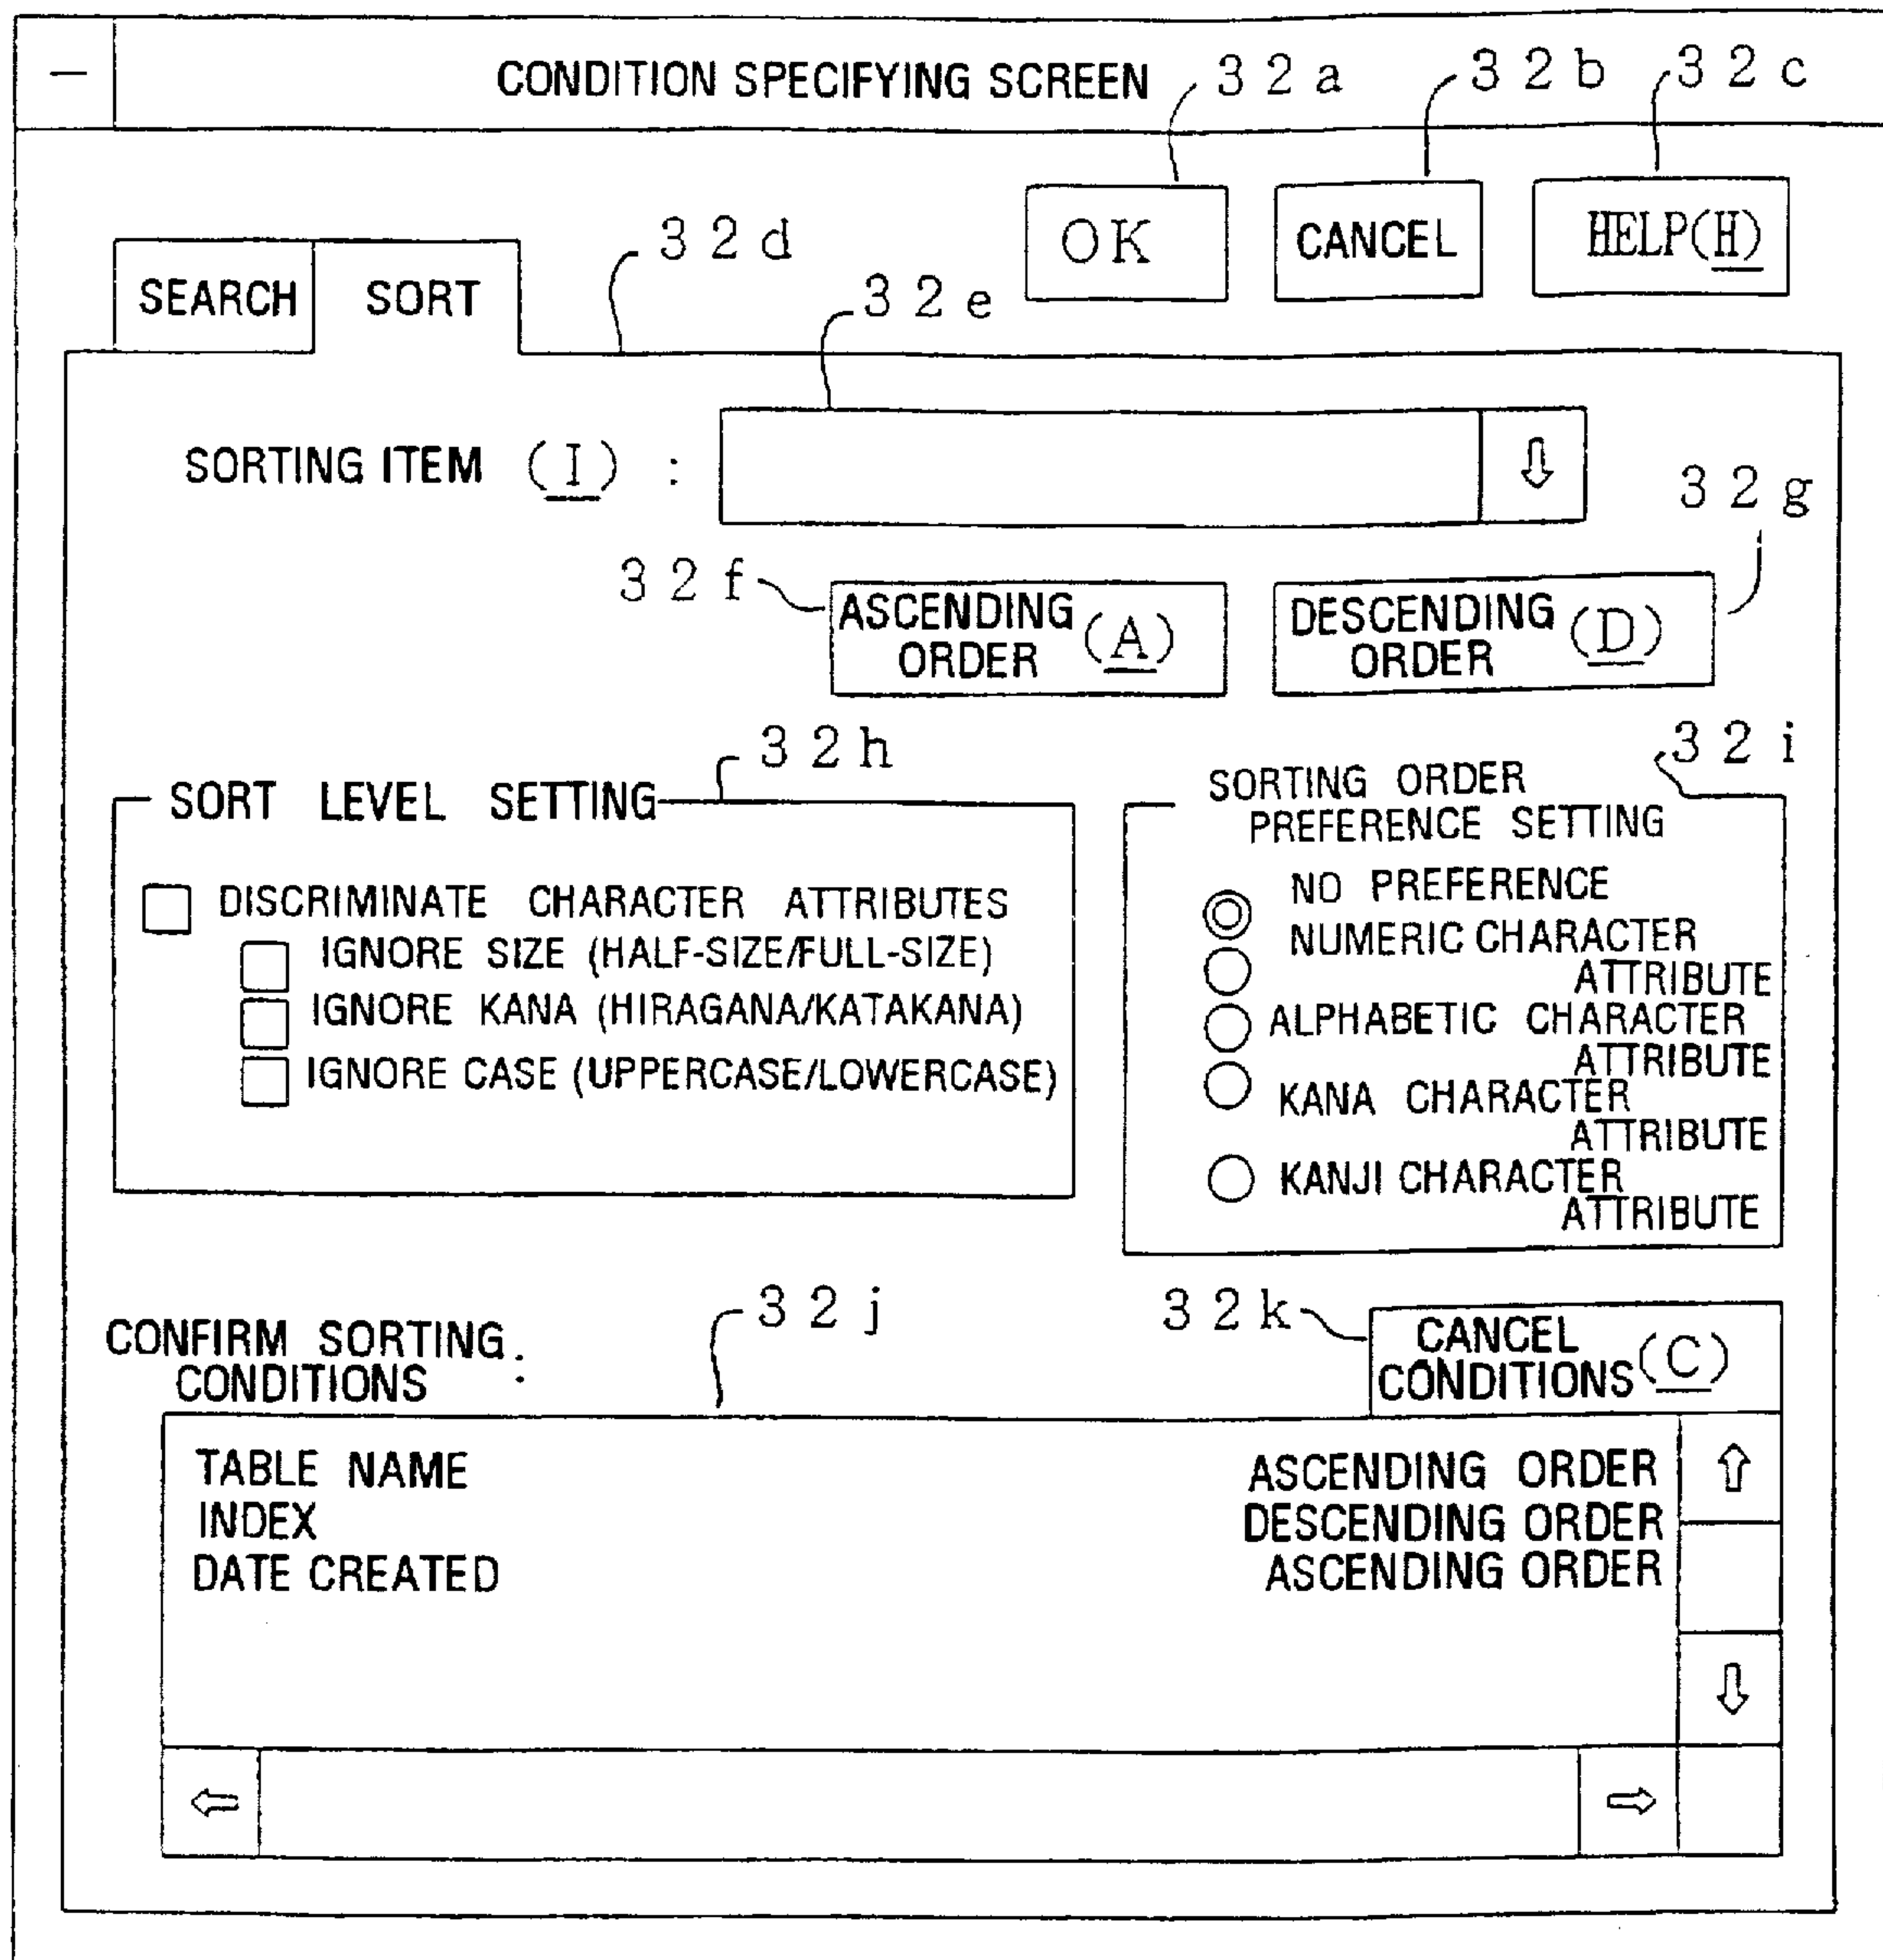 —
CONDITION SPECIFYING SCREEN
32a
32b
32c
OK
CANCEL
HELP(H)
SEARCH
SORT
32d
32e
SORTING ITEM (I) :
⇩
32g
32f
ASCENDING
ORDER (A)
DESCENDING
ORDER (D)
32h
32i
SORT LEVEL SETTING
DISCRIMINATE CHARACTER ATTRIBUTES
IGNORE SIZE (HALF-SIZE/FULL-SIZE)
IGNORE KANA (HIRAGANA/KATAKANA)
IGNORE CASE (UPPERCASE/LOWERCASE)
SORTING ORDER
PREFERENCE SETTING
NO PREFERENCE
NUMERIC CHARACTER
ATTRIBUTE
ALPHABETIC CHARACTER
ATTRIBUTE
KANA CHARACTER
ATTRIBUTE
KANJI CHARACTER
ATTRIBUTE
32j
32k
CONFIRM SORTING
CONDITIONS :
CANCEL
CONDITIONS (C)
TABLE NAME ASCENDING ORDER
INDEX DESCENDING ORDER
DATE CREATED ASCENDING ORDER